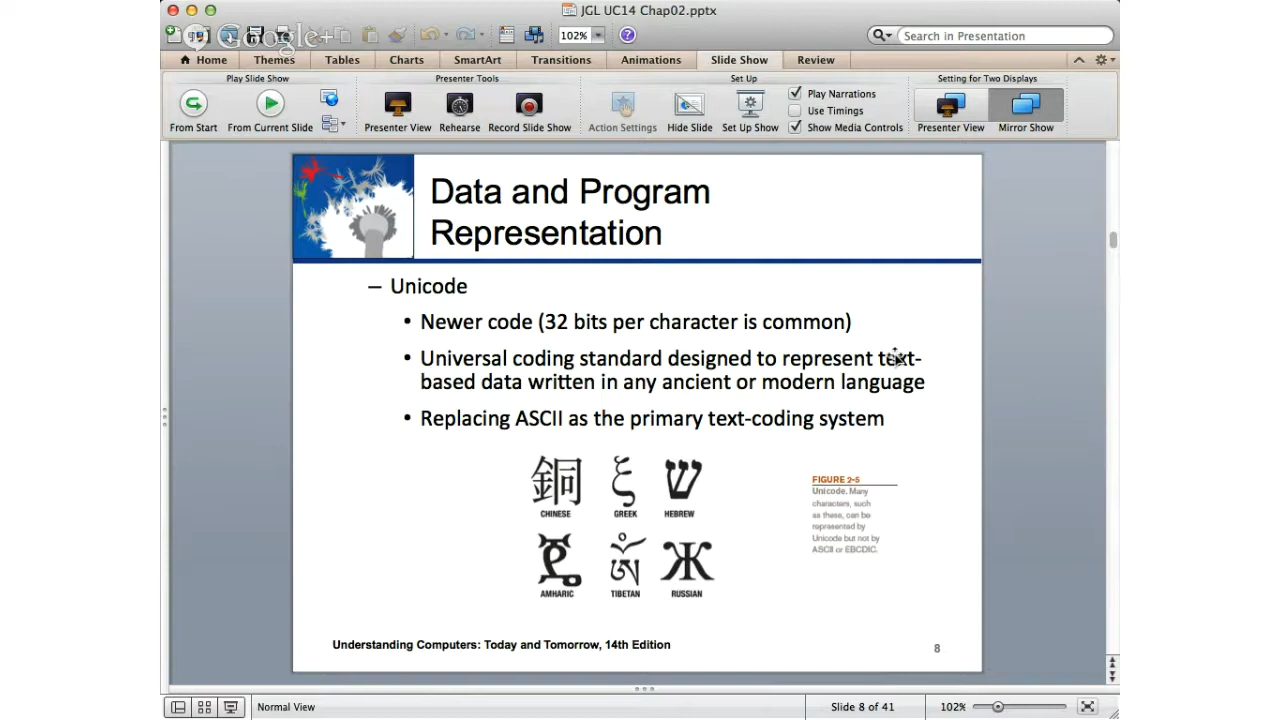 JGL UC14 Chap02.pptx
Google+
102%
Search in Presentation
Home Themes Tables Charts SmartArt Transitions Animations Slide Show Review
Play Slide Show Presenter Tools Set Up Setting for Two Displays
Play Narrations
Use Timings
From Start From Current Slide Presenter View Rehearse Record Slide Show Action Settings Hide Slide Set Up Show Show Media Controls Presenter View Mirror Show
Data and Program
Representation
– Unicode
• Newer code (32 bits per character is common)
• Universal coding standard designed to represent text-
based data written in any ancient or modern language
• Replacing ASCII as the primary text-coding system
銅 ξ ש
CHINESE GREEK HEBREW
Զ
AMHARIC TIBETAN RUSSIAN
FIGURE 2-5
Unicode. Many
characters, such
as these, can be
represented by
Unicode but not by
ASCII or EBCDIC.
Understanding Computers: Today and Tomorrow, 14th Edition
8
Normal View Slide 8 of 41 102%